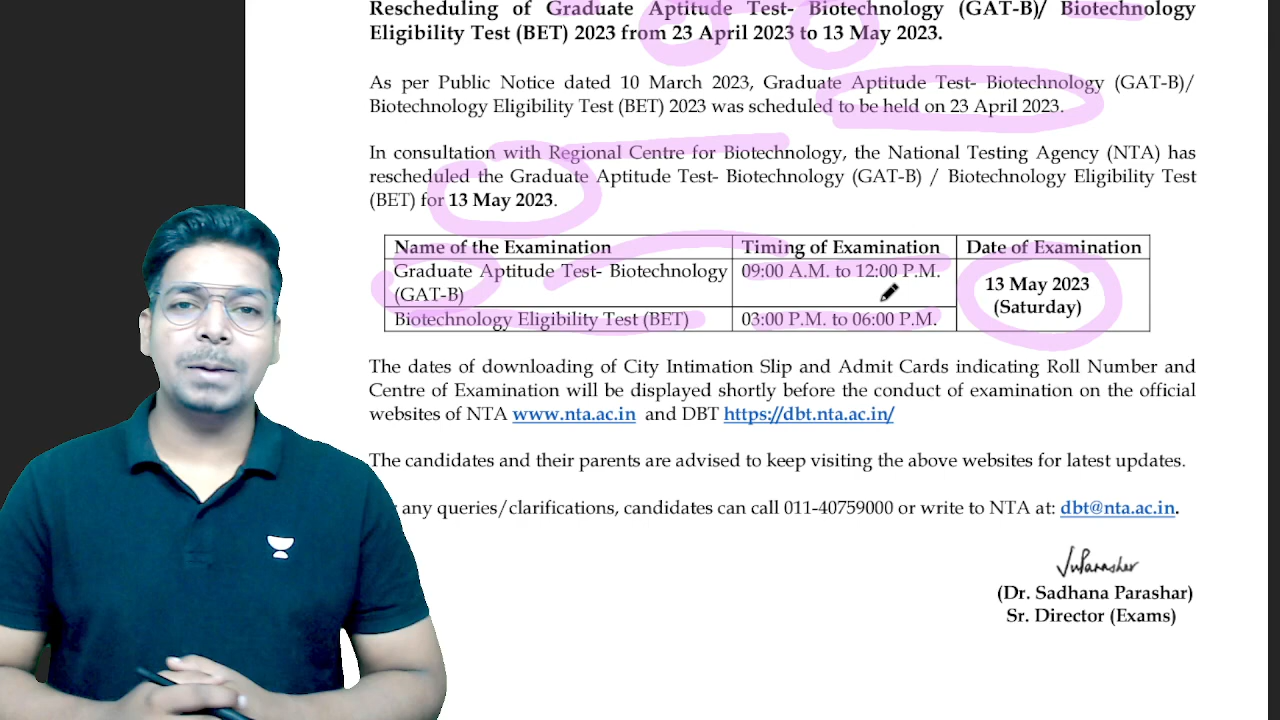 Rescheduling of Graduate Aptitude Test- Biotechnology (GAT-B)/ Biotechnology
Eligibility Test (BET) 2023 from 23 April 2023 to 13 May 2023.
As per Public Notice dated 10 March 2023, Graduate Aptitude Test- Biotechnology (GAT-B)/
Biotechnology Eligibility Test (BET) 2023 was scheduled to be held on 23 April 2023.
In consultation with Regional Centre for Biotechnology, the National Testing Agency (NTA) has
rescheduled the Graduate Aptitude Test- Biotechnology (GAT-B) / Biotechnology Eligibility Test
(BET) for 13 May 2023.
Name of the Examination Timing of Examination Date of Examination
Graduate Aptitude Test- Biotechnology 09:00 A.M. to 12:00 P.M.
(GAT-B)
13 May 2023
(Saturday)
Biotechnology Eligibility Test (BET) 03:00 P.M. to 06:00 P.M.
The dates of downloading of City Intimation Slip and Admit Cards indicating Roll Number and
Centre of Examination will be displayed shortly before the conduct of examination on the official
websites of NTA www.nta.ac.in and DBT https://dbt.nta.ac.in/
The candidates and their parents are advised to keep visiting the above websites for latest updates.
any queries/clarifications, candidates can call 011-40759000 or write to NTA at: dbt@nta.ac.in.
(Dr. Sadhana Parashar)
Sr. Director (Exams)